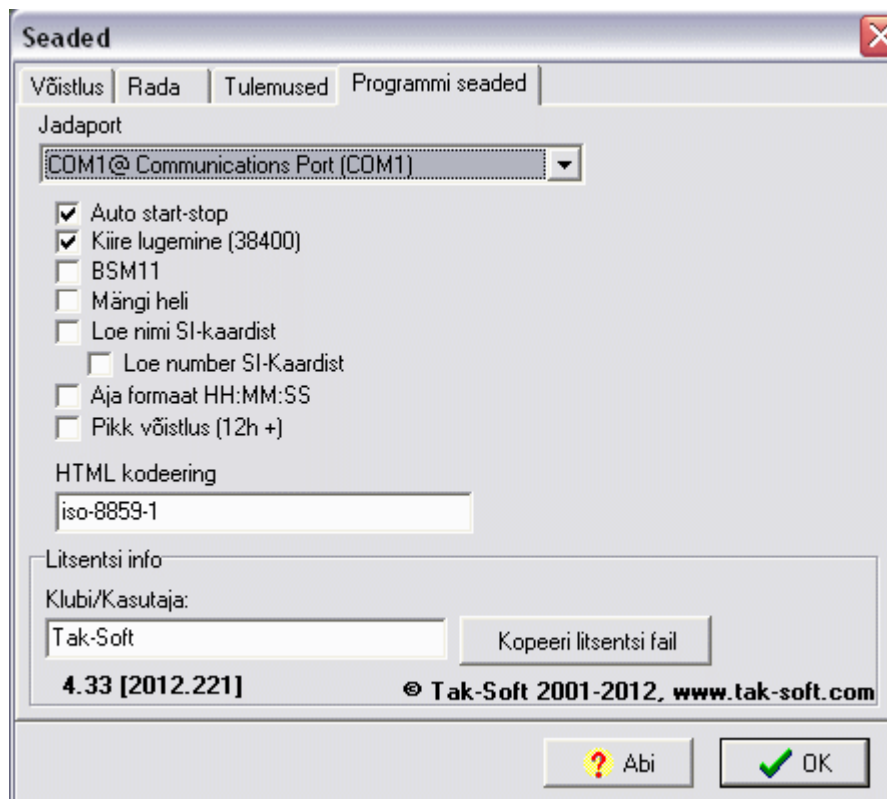 Seaded
Võistlus Rada Tulemused Programmi seaded
Jadaport
COM1@ Communications Port (COM1)
Auto start-stop
Kiire lugemine (38400)
BSM11
Mängi heli
Loe nimi SI-kaardist
Loe number SI-Kaardist
Aja formaat HH:MM:SS
Pikk võistlus (12h +)
HTML kodeering
iso-8859-1
Litsentsi info
Klubi/Kasutaja:
Tak-Soft Kopeeri litsentsi fail
4.33 [2012.221] © Tak-Soft 2001-2012, www.tak-soft.com
? Abi OK